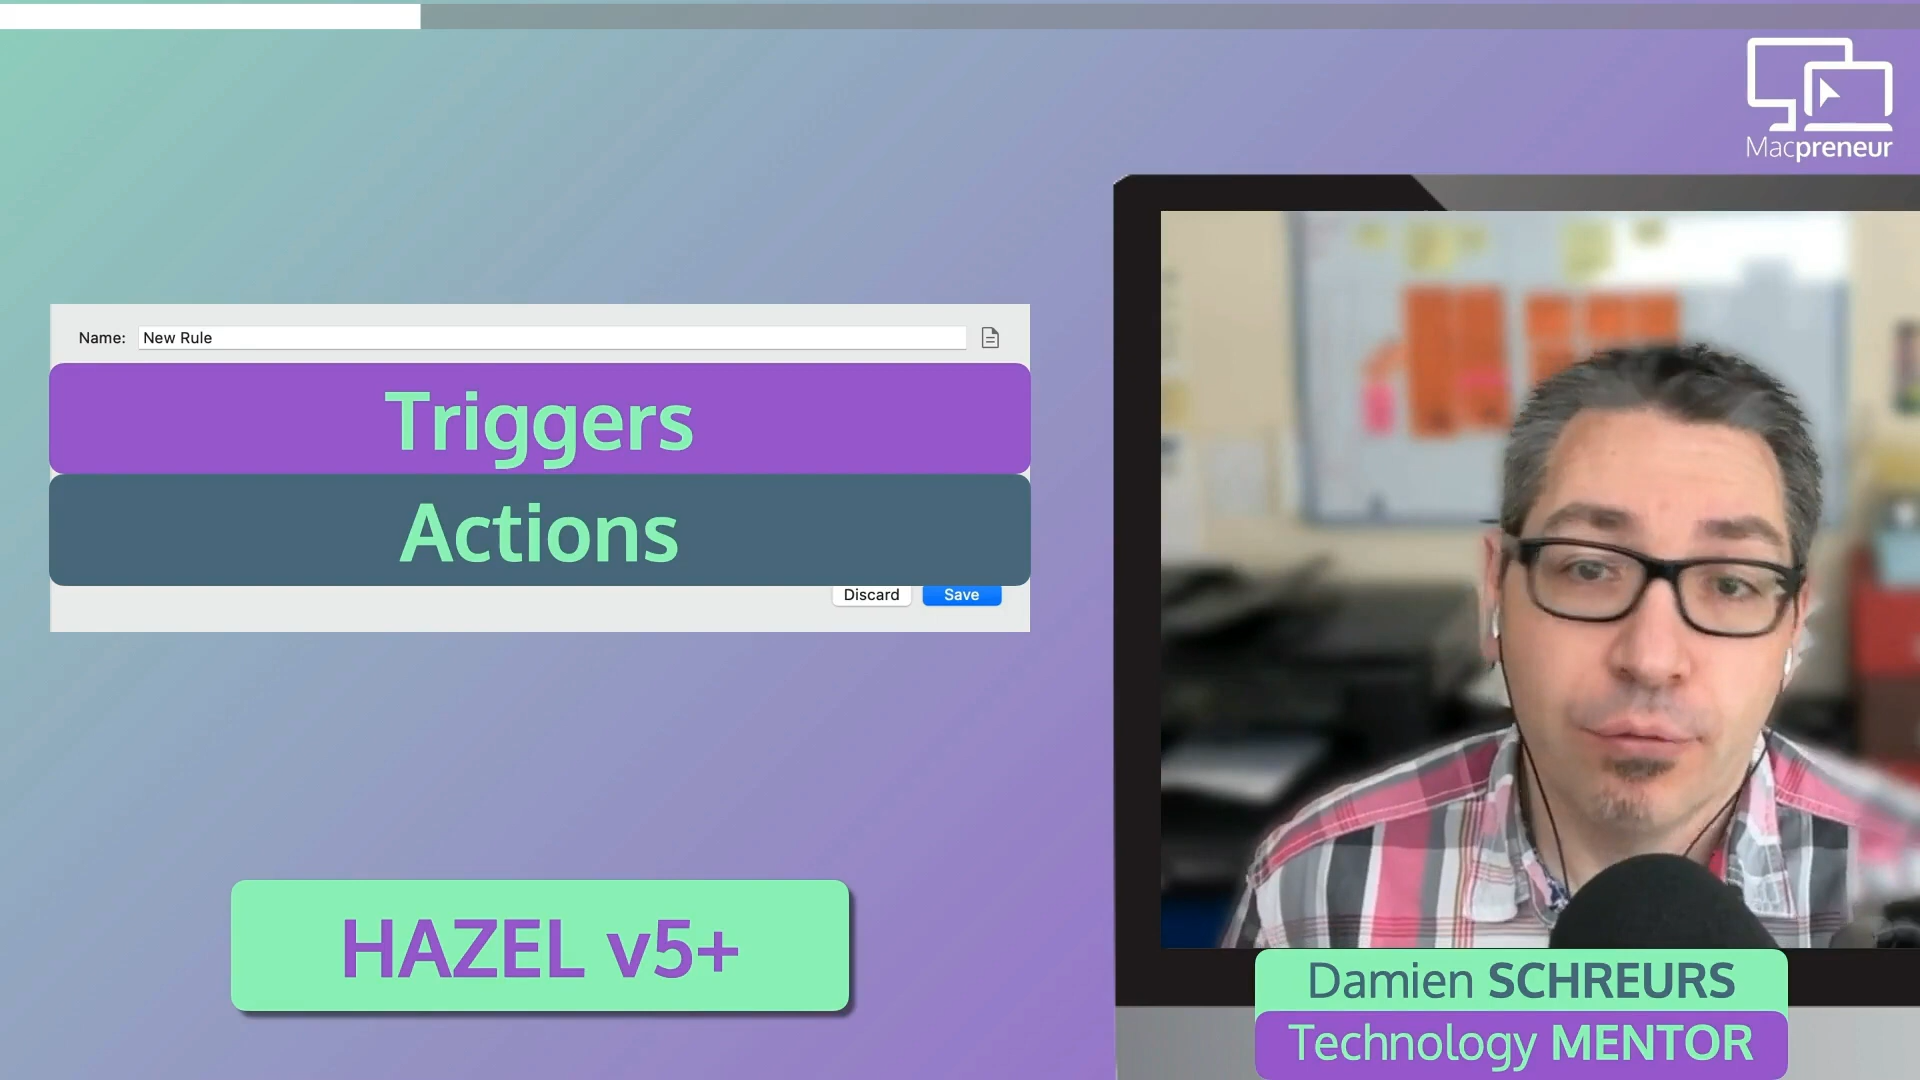 Macpreneur
Name: New Rule
Triggers
Actions
Discard Save
HAZEL v5+
Damien SCHREURS
Technology MENTOR